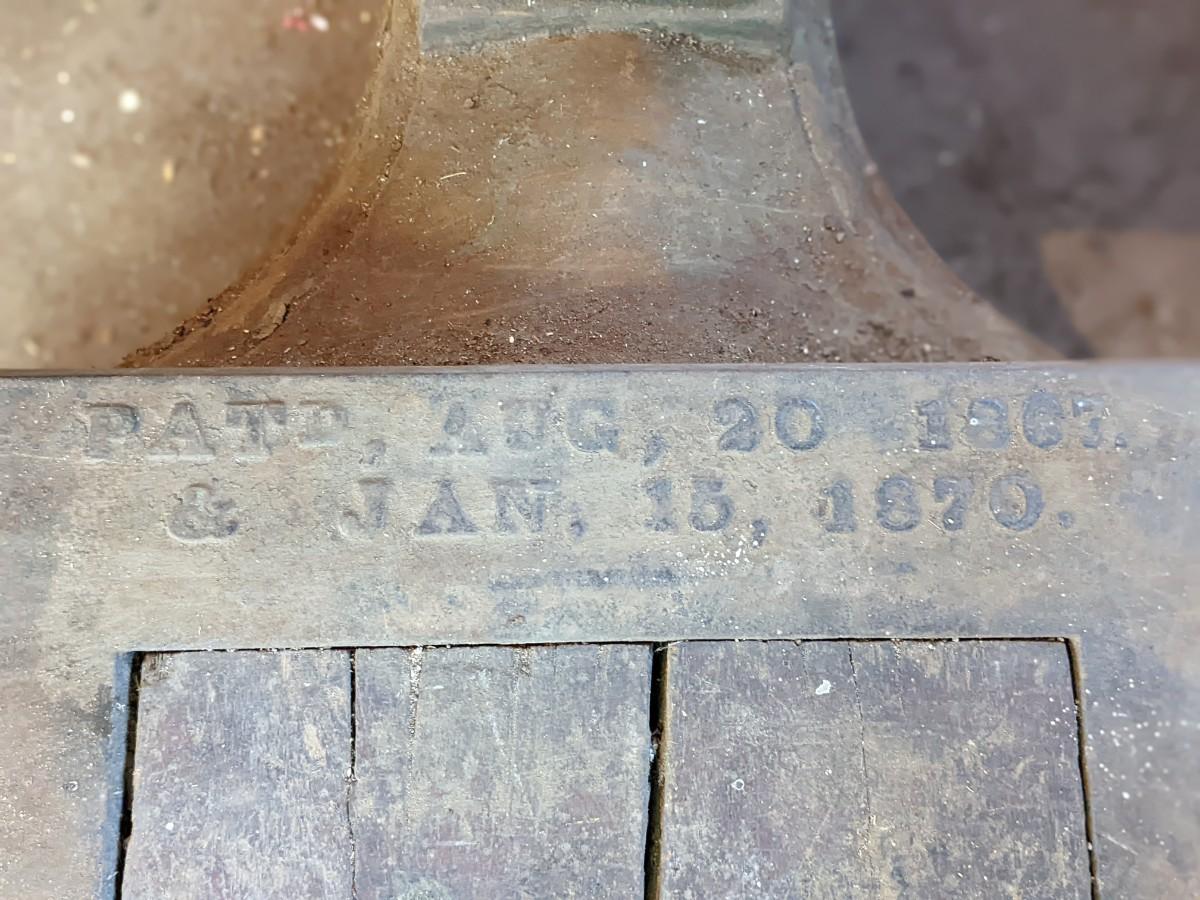 PATD, AUG, 20 1867.
& JAN, 15, 1870.